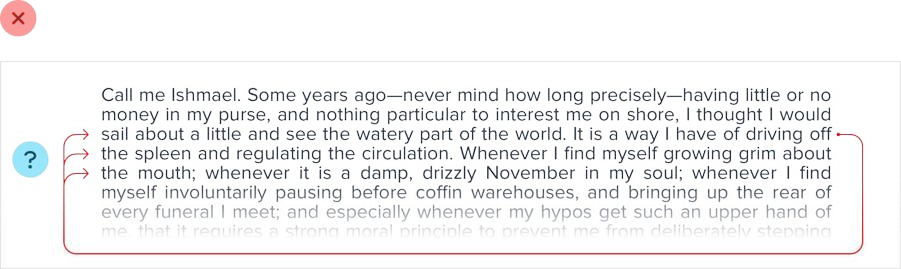 Call me Ishmael. Some years ago—never mind how long precisely—having little or no
money in my purse, and nothing particular to interest me on shore, I thought I would
sail about a little and see the watery part of the world. It is a way I have of driving off
?
the spleen and regulating the circulation. Whenever I find myself growing grim about
the mouth; whenever it is a damp, drizzly November in my soul; whenever I find
myself involuntarily pausing before coffin warehouses, and bringing up the rear of
every funeral I meet; and especially whenever my hypos get such an upper hand of
me, that it requires a strong moral principle to prevent me from deliberately stepping